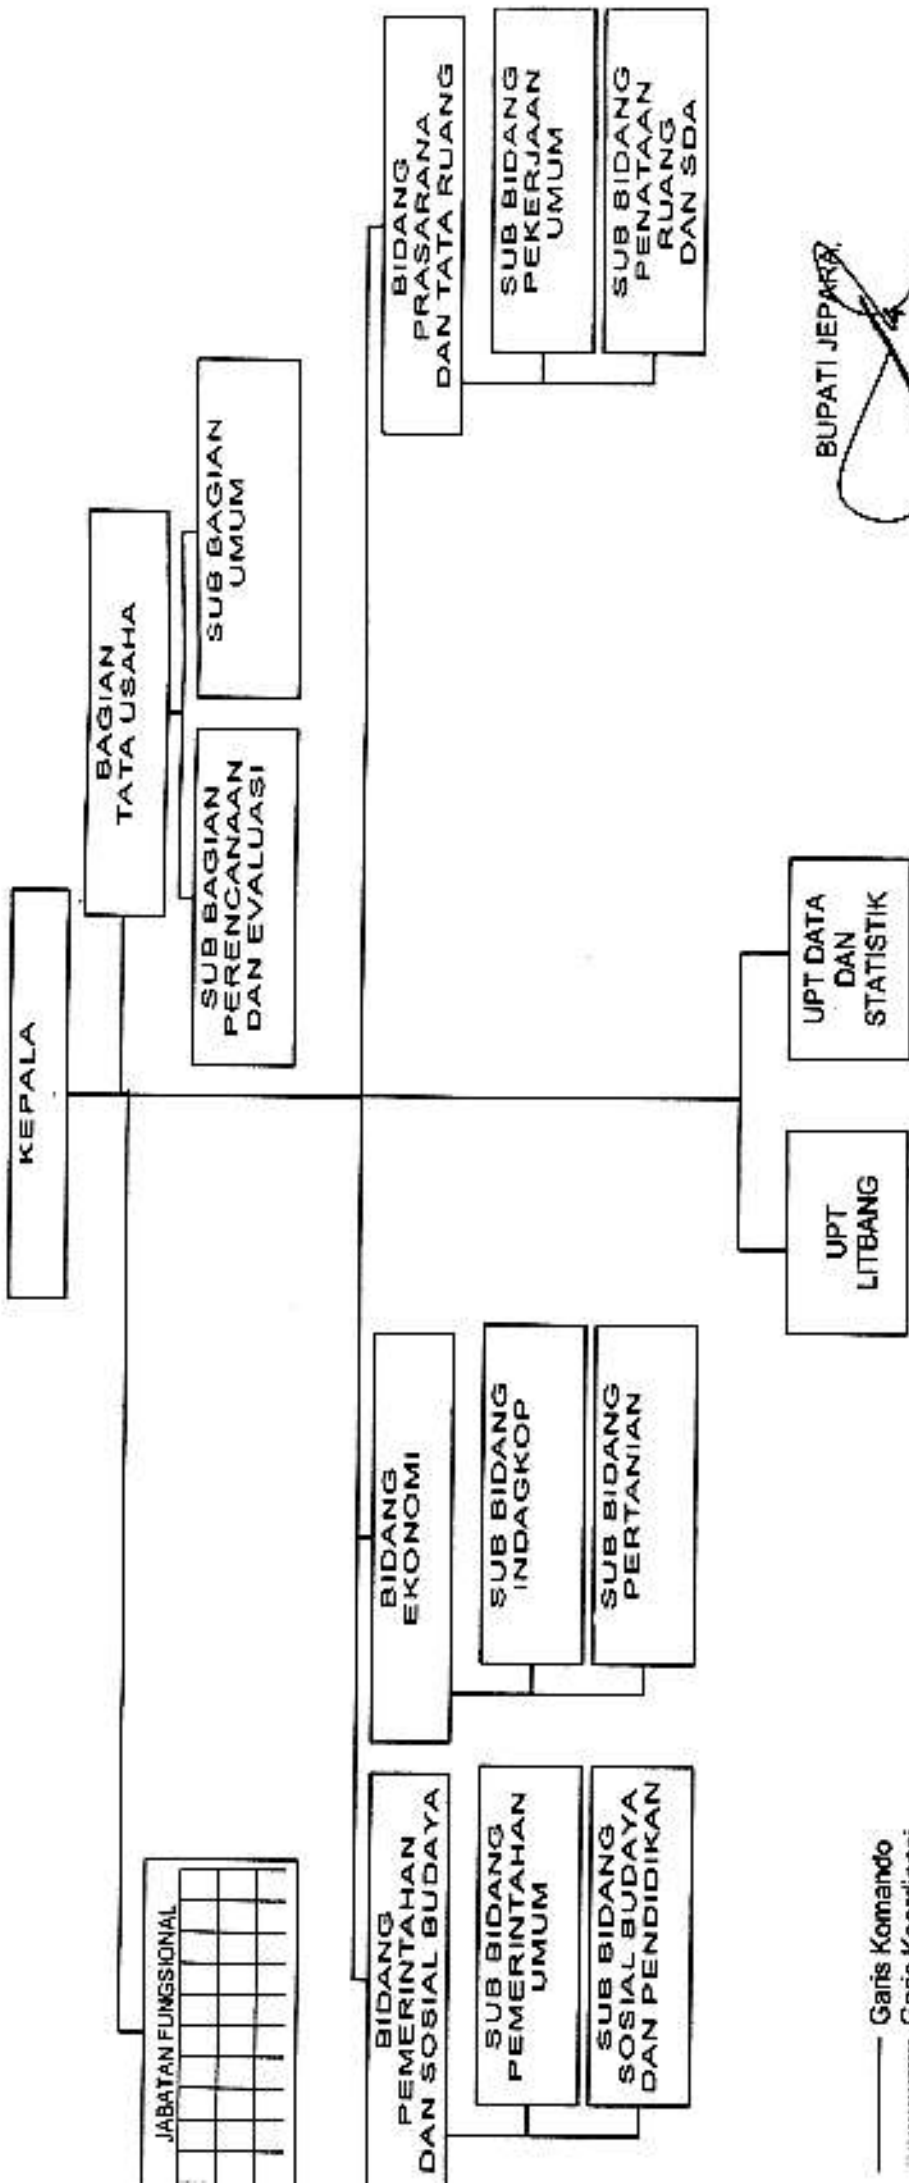 KEPALA
BAGIAN
TATA USAHA
SUB BAGIAN
PERENCANAAN
DAN EVALUASI
SUB BAGIAN
UMUM
JABATAN FUNGSIONAL
BIDANG
PEMERINTAHAN
DAN SOSIAL BUDAYA
SUB BIDANG
PEMERINTAHAN
UMUM
SUB BIDANG
SOSIAL BUDAYA
DAN PENDIDIKAN
BIDANG
EKONOMI
SUB BIDANG
INDAGKOP
SUB BIDANG
PERTANIAN
BIDANG
PRASARANA
DAN TATA RUANG
SUB BIDANG
PEKERJAAN
UMUM
SUB BIDANG
PENATAAN
RUANG
DAN SDA
UPT
LITBANG
UPT DATA
DAN
STATISTIK
Garis Komando
Garis Koordinasi
BUPATI JEPARA,